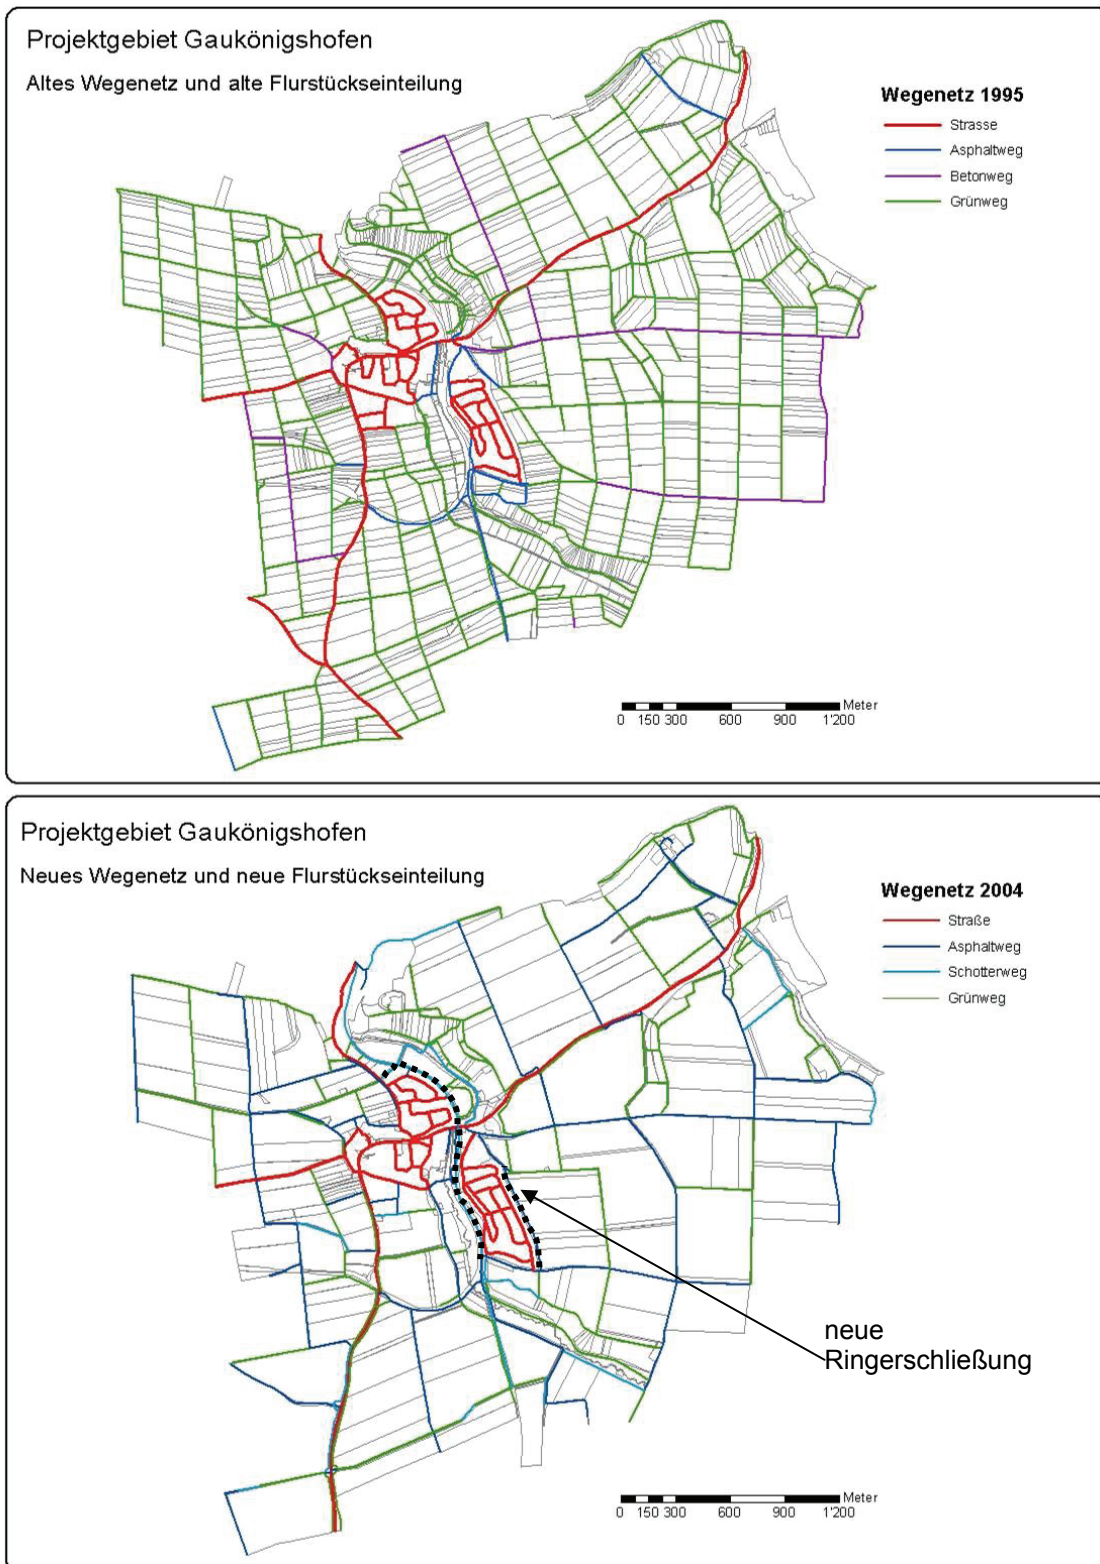 Projektgebiet Gaukönigshofen
Altes Wegenetz und alte Flurstückseinteilung
Wegenetz 1995
Strasse
Asphaltweg
Betonweg
Grünweg
Meter
0 150 300 600 900 1'200
Projektgebiet Gaukönigshofen
Neues Wegenetz und neue Flurstückseinteilung
Wegenetz 2004
Straße
Asphaltweg
Schotterweg
Grünweg
neue
Ringerschließung
Meter
0 150 300 600 900 1'200